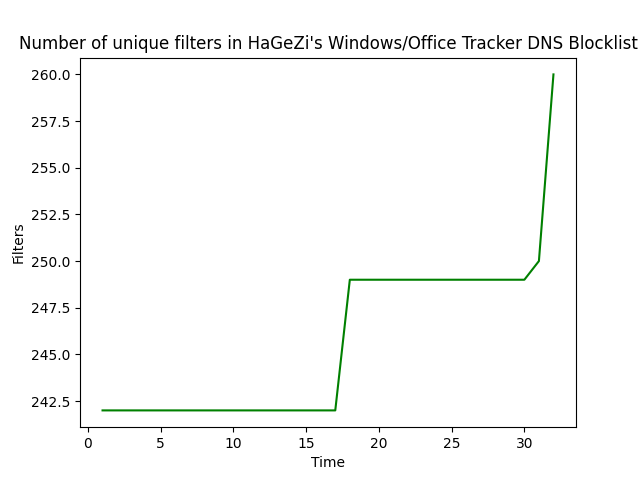 Number of unique filters in HaGeZi's Windows/Office Tracker DNS Blocklist
260.0
257.5
255.0
252.5
250.0
247.5
245.0
242.5
Filters
0 5 10 15 20 25 30
Time